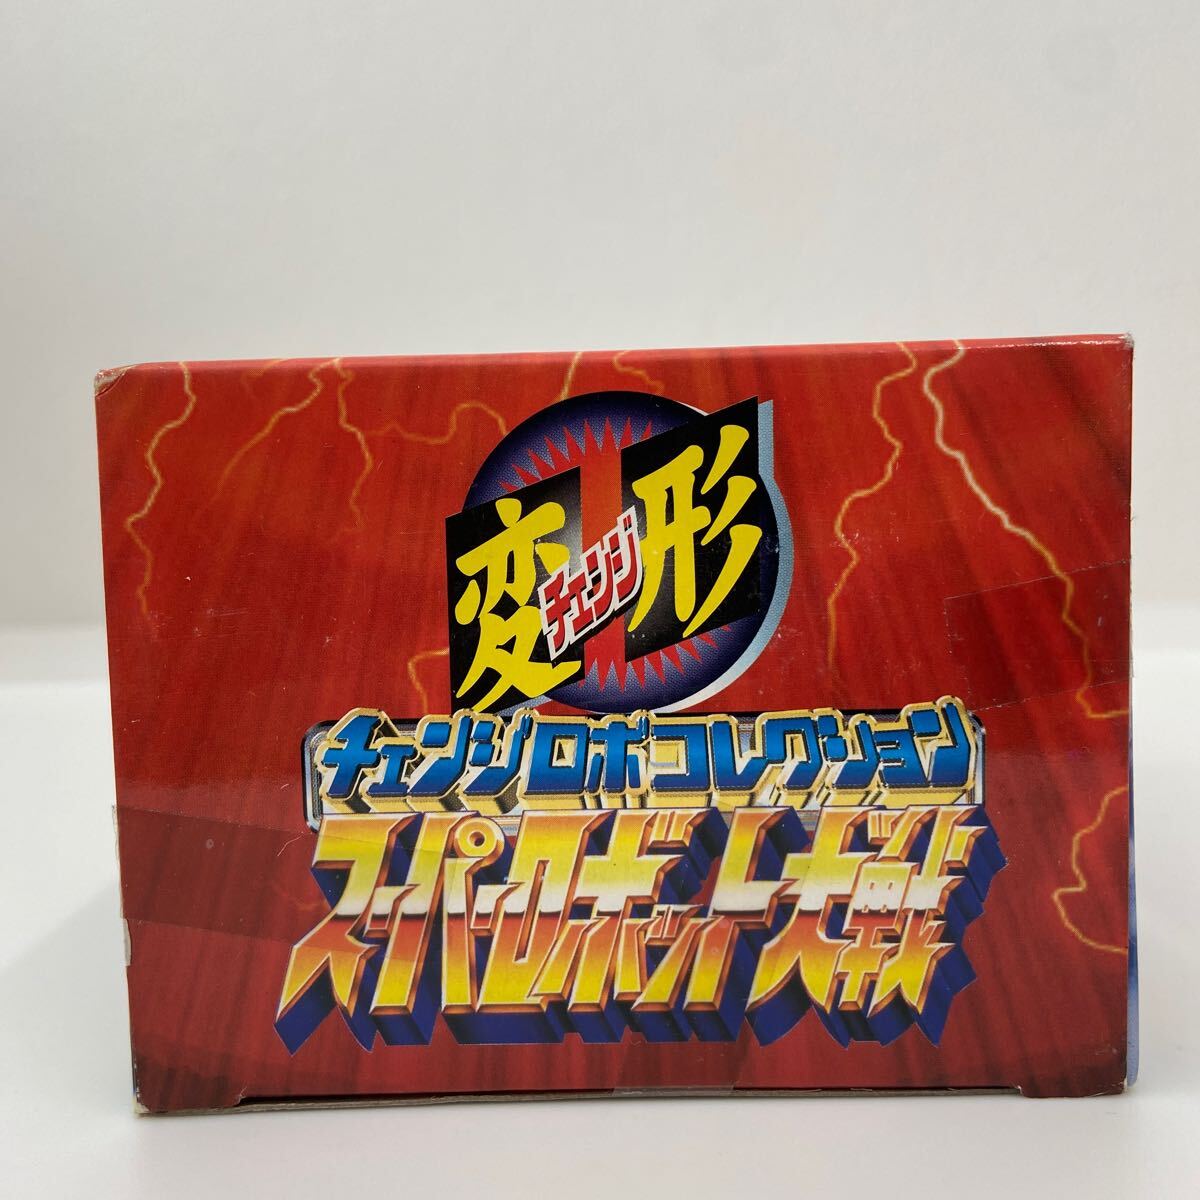 変形
チェンジ
チェンジロボコレクション
スーパーロボット大戦